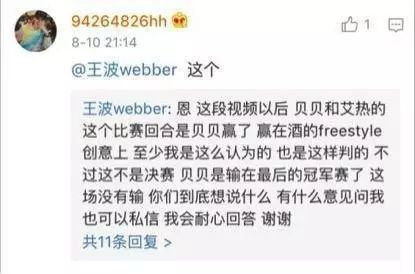 94264826hh
1
8-10 21:14
@王波webber 这个
王波webber: 恩 这段视频以后 贝贝和艾热的
这个比赛回合是贝贝赢了 赢在酒的freestyle
创意上 至少我是这么认为的 也是这样判的 不
过这不是决赛 贝贝是输在最后的冠军赛了 这
场没有输 你们到底想说什么 有什么意见问我
也可以私信 我会耐心回答 谢谢
共11条回复 >